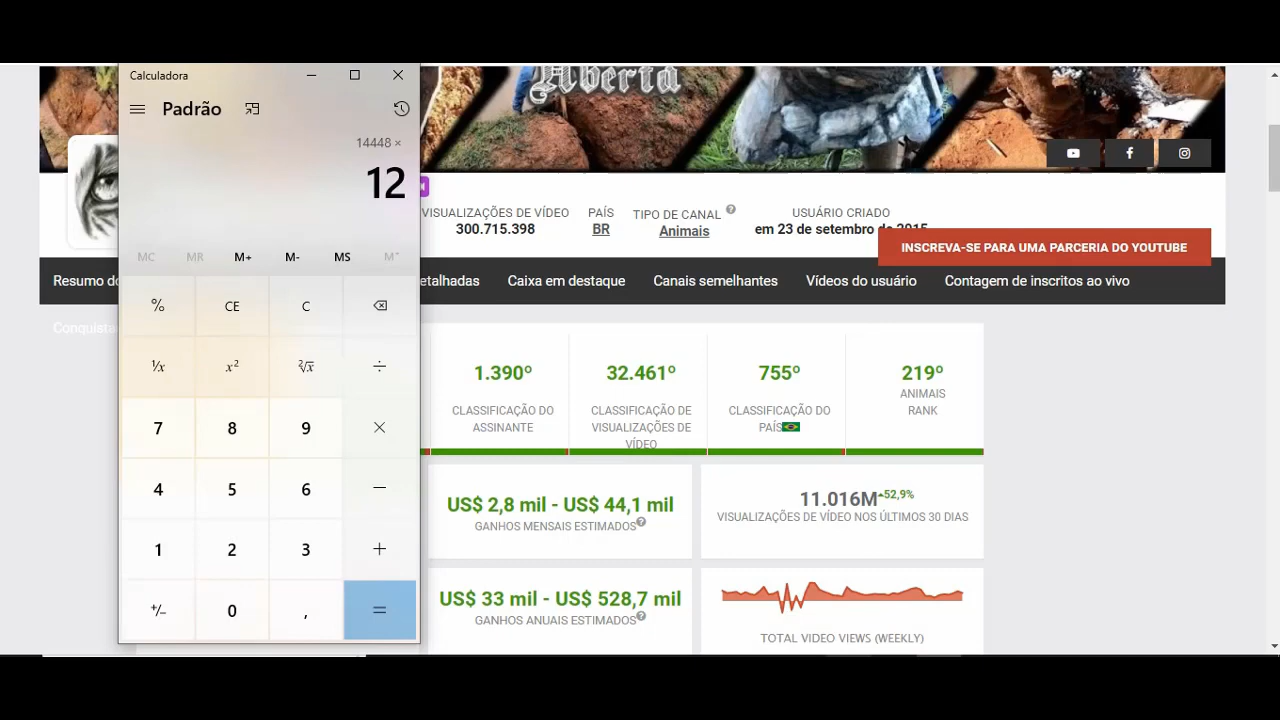 Calculadora
Padrão
14448 ×
12
MC MR M+ M- MS M˅
% CE C
¹/x x² ²√x ÷
7 8 9 ×
4 5 6 −
1 2 3 +
+/− 0 , =
Aberta
VISUALIZAÇÕES DE VÍDEO
300.715.398
PAÍS
BR
TIPO DE CANAL
Animais
USUÁRIO CRIADO
em 23 de setembro de 2015
INSCREVA-SE PARA UMA PARCERIA DO YOUTUBE
Resumo do
etalhadas
Caixa em destaque
Canais semelhantes
Vídeos do usuário
Contagem de inscritos ao vivo
Conquista
1.390º
CLASSIFICAÇÃO DO
ASSINANTE
32.461º
CLASSIFICAÇÃO DE
VISUALIZAÇÕES DE
VÍDEO
755º
CLASSIFICAÇÃO DO
PAÍS
219º
ANIMAIS
RANK
US$ 2,8 mil - US$ 44,1 mil
GANHOS MENSAIS ESTIMADOS
11.016M 52,9%
VISUALIZAÇÕES DE VÍDEO NOS ÚLTIMOS 30 DIAS
US$ 33 mil - US$ 528,7 mil
GANHOS ANUAIS ESTIMADOS
TOTAL VIDEO VIEWS (WEEKLY)